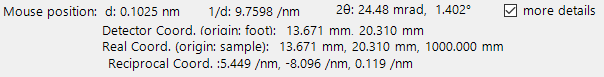 Mouse position: d: 0.1025 nm 1/d: 9.7598 /nm 2θ: 24.48 mrad, 1.402° more details
Detector Coord. (origin: foot): 13.671 mm. 20.310 mm
Real Coord. (origin: sample): 13.671 mm, 20.310 mm, 1000.000 mm
Reciprocal Coord. :5.449 /nm, -8.096 /nm, 0.119 /nm